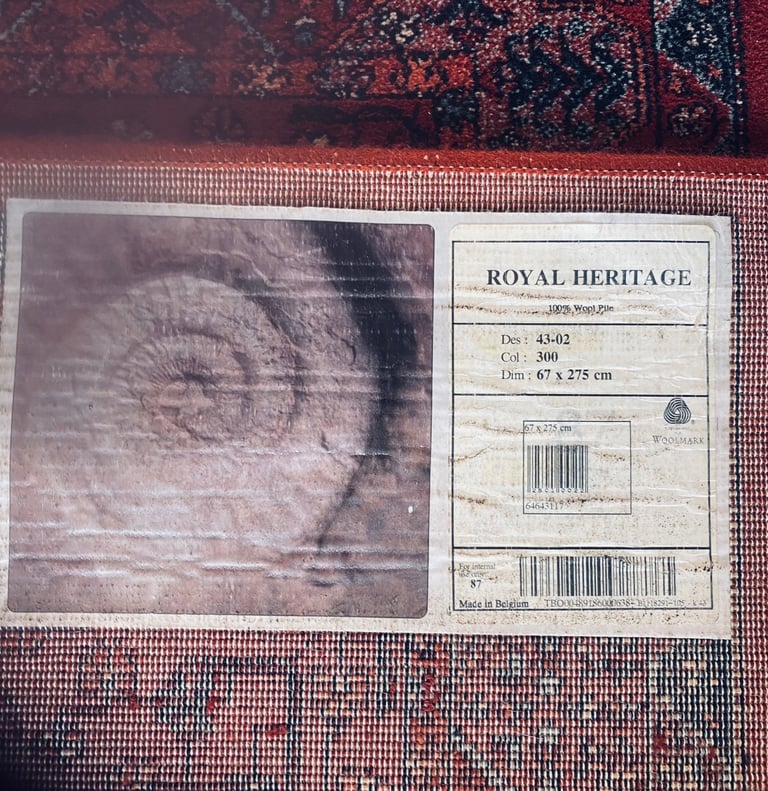 ROYAL HERITAGE
100% Wool Pile
Des : 43-02
Col : 300
Dim : 67 x 275 cm
WOOLMARK
67 x 275 cm
64643117
For internal
use only:
87
Made in Belgium